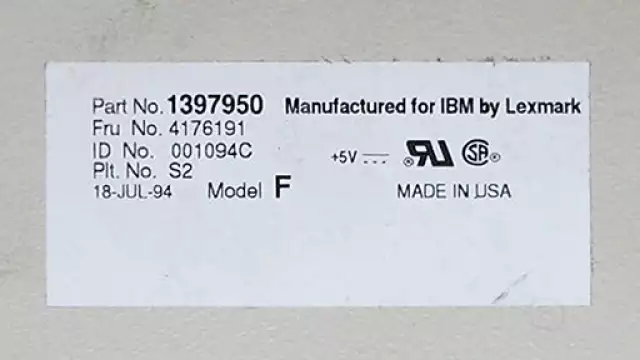 Part No. 1397950 Manufactured for IBM by Lexmark
Fru No. 4176191
ID No. 001094C
+5V
Plt. No. S2
18-JUL-94 Model F MADE IN USA